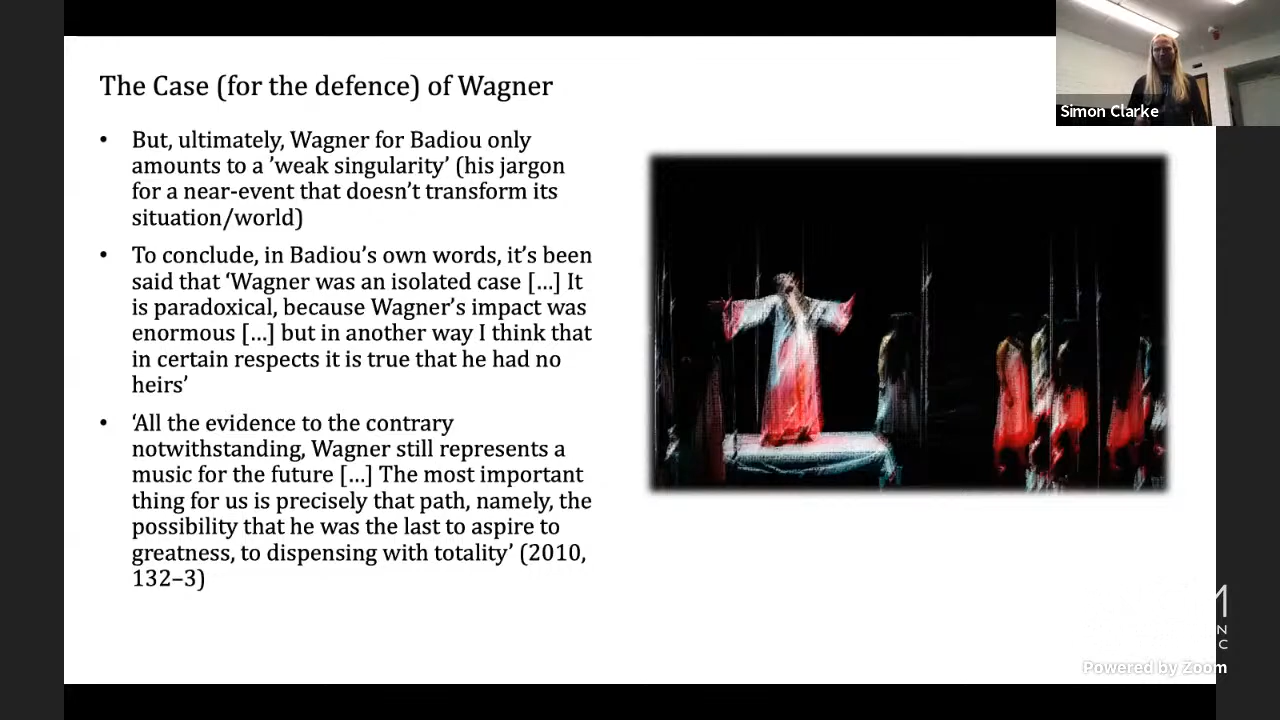 The Case (for the defence) of Wagner
• But, ultimately, Wagner for Badiou only
amounts to a ’weak singularity’ (his jargon
for a near-event that doesn’t transform its
situation/world)
• To conclude, in Badiou’s own words, it’s been
said that ‘Wagner was an isolated case […] It
is paradoxical, because Wagner’s impact was
enormous […] but in another way I think that
in certain respects it is true that he had no
heirs’
• ‘All the evidence to the contrary
notwithstanding, Wagner still represents a
music for the future […] The most important
thing for us is precisely that path, namely, the
possibility that he was the last to aspire to
greatness, to dispensing with totality’ (2010,
132–3)
Simon Clarke
M
N
C
Powered by Zoom